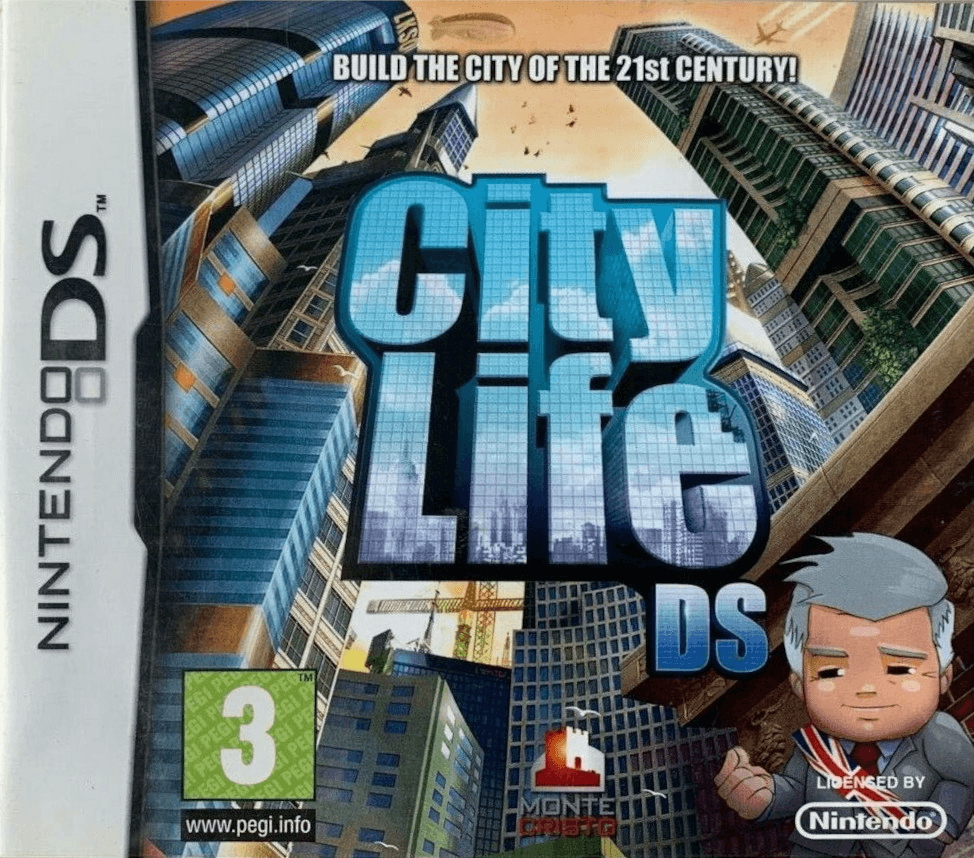 BUILD THE CITY OF THE 21st CENTURY!
NINTENDO DS™
City
Life
DS
3
TM
www.pegi.info
MONTE
CRISTO
LICENSED BY
Nintendo